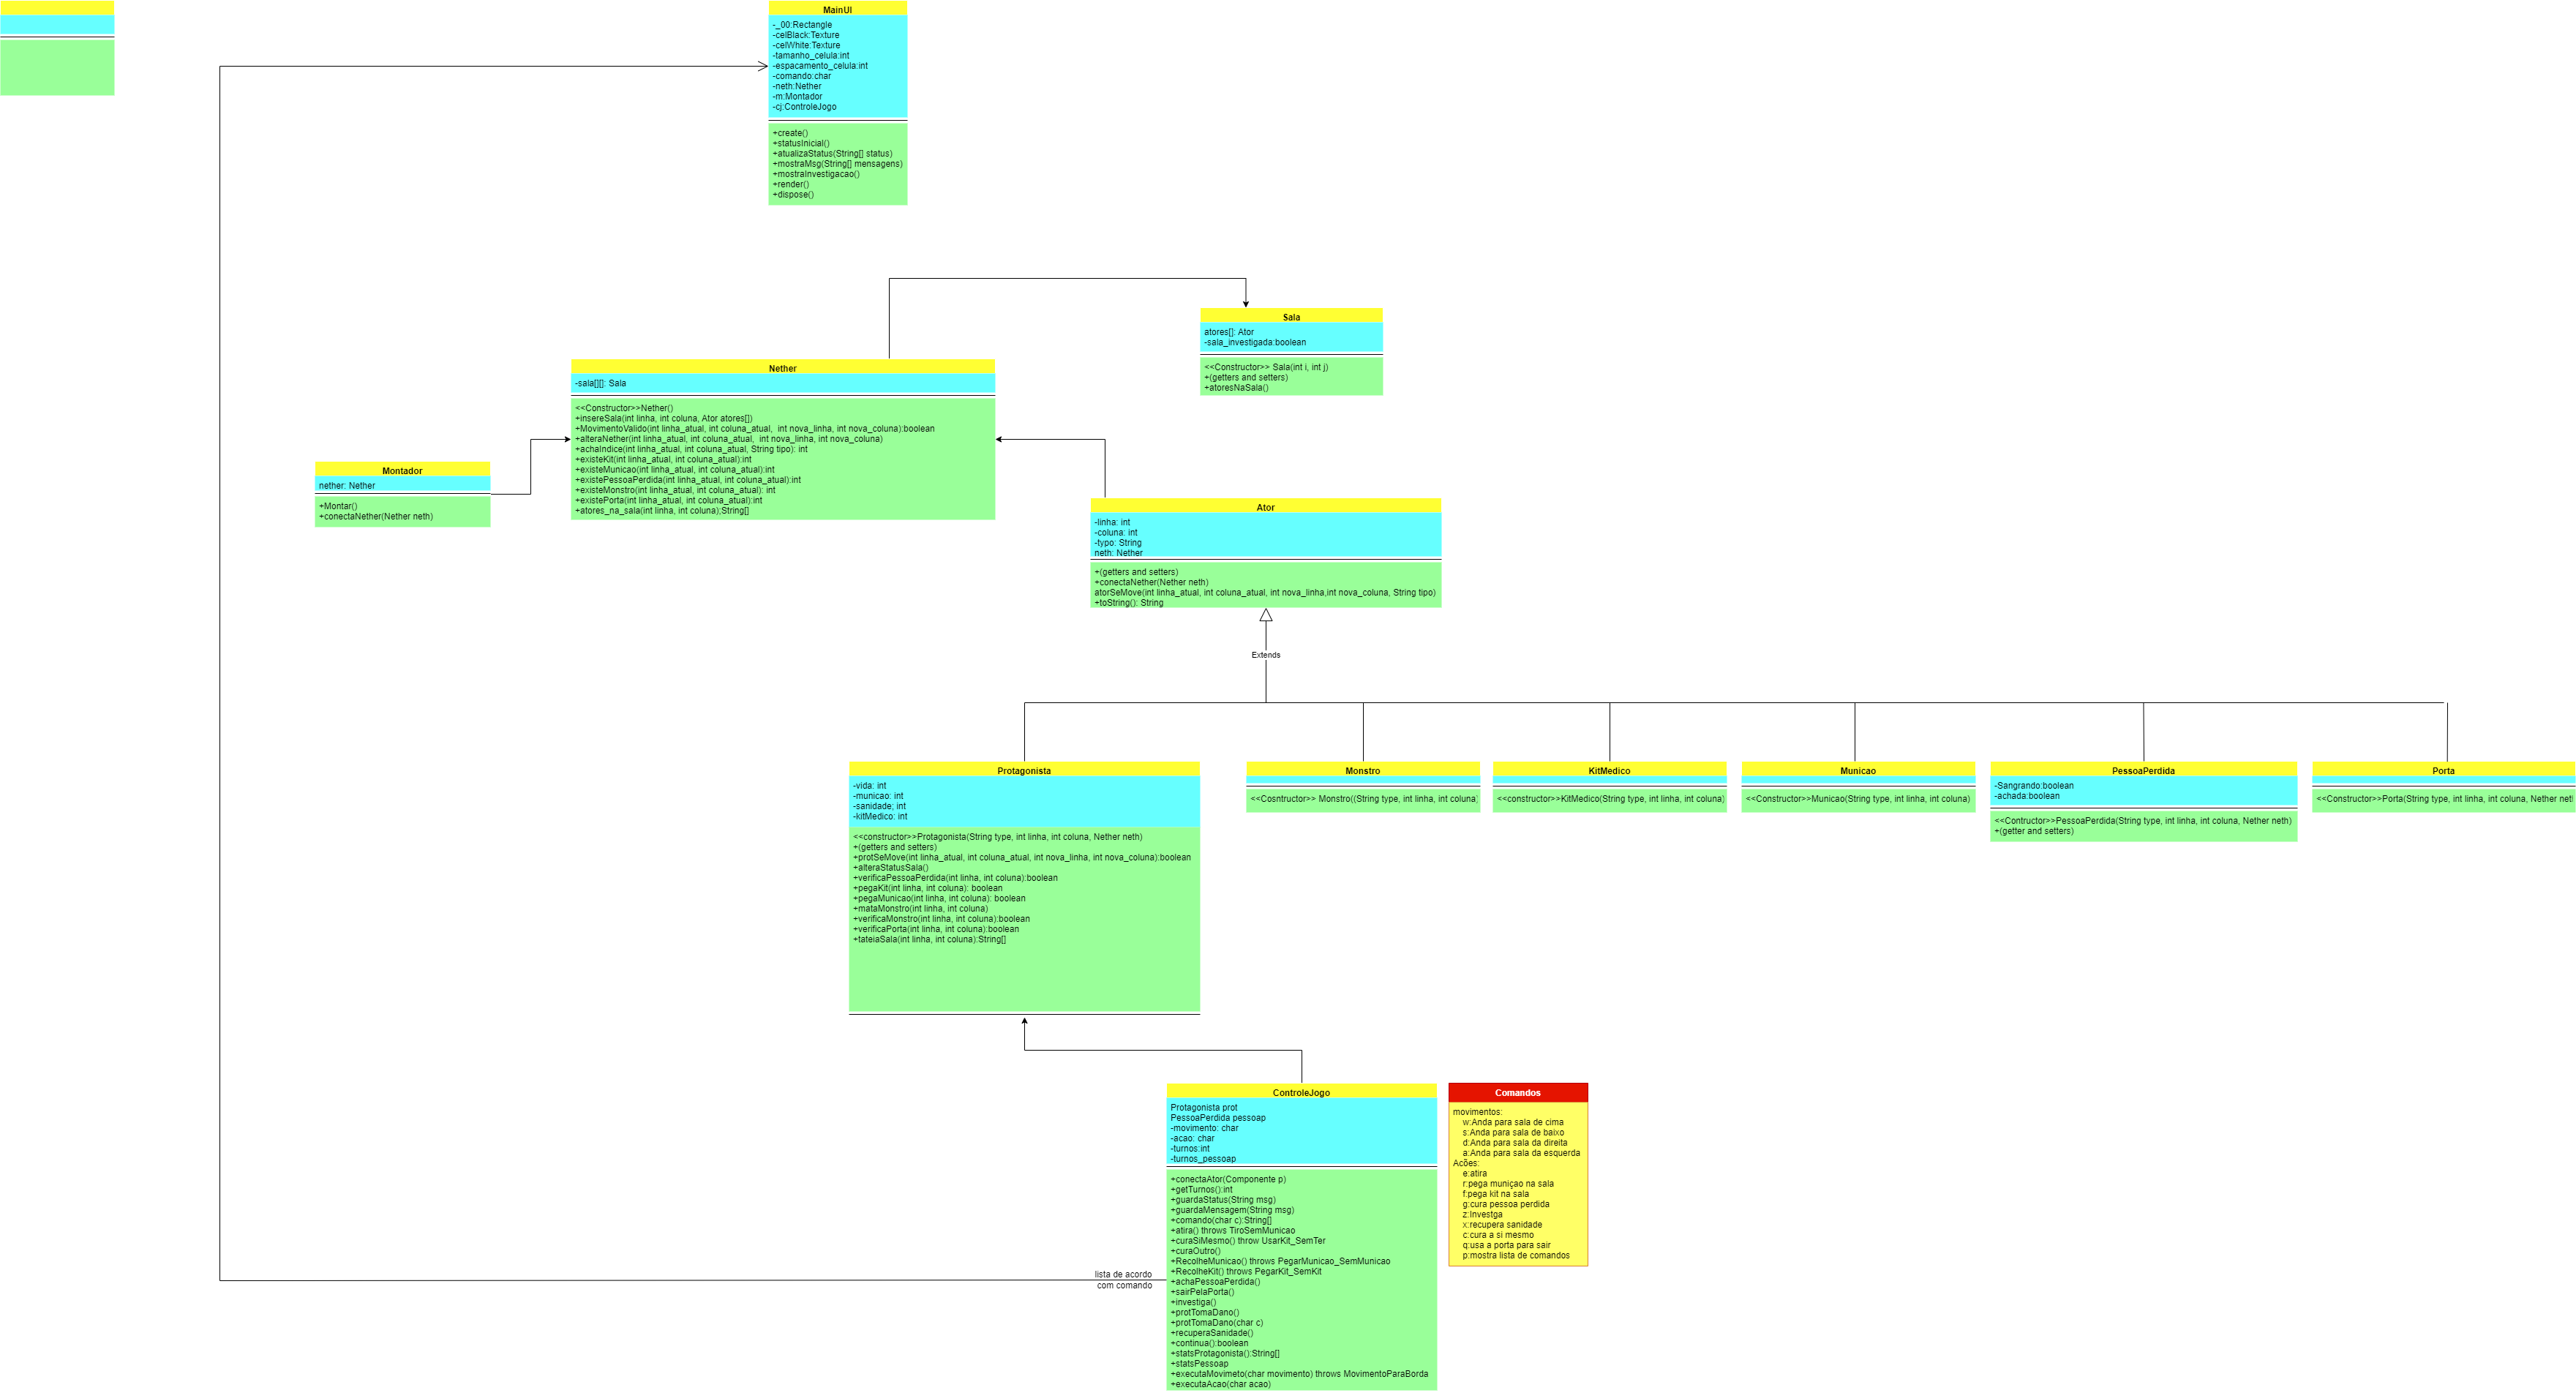 MainUI
-_00:Rectangle
-celBlack:Texture
-celWhite:Texture
-tamanho_celula:int
-espacamento_celula:int
-comando:char
-neth:Nether
-m:Montador
-cj:ControleJogo
+create()
+statusInicial()
+atualizaStatus(String[] status)
+mostraMsg(String[] mensagens)
+mostraInvestigacao()
+render()
+dispose()
Sala
atores[]: Ator
-sala_investigada:boolean
<<Constructor>> Sala(int i, int j)
+(getters and setters)
+atoresNaSala()
Nether
-sala[][]: Sala
<<Constructor>>Nether()
+insereSala(int linha, int coluna, Ator atores[])
+MovimentoValido(int linha_atual, int coluna_atual,  int nova_linha, int nova_coluna):boolean
+alteraNether(int linha_atual, int coluna_atual,  int nova_linha, int nova_coluna)
+achaIndice(int linha_atual, int coluna_atual, String tipo): int
+existeKit(int linha_atual, int coluna_atual):int
+existeMunicao(int linha_atual, int coluna_atual):int
+existePessoaPerdida(int linha_atual, int coluna_atual):int
+existeMonstro(int linha_atual, int coluna_atual): int
+existePorta(int linha_atual, int coluna_atual):int
+atores_na_sala(int linha, int coluna);String[]
Montador
nether: Nether
+Montar()
+conectaNether(Nether neth)
Ator
-linha: int
-coluna: int
-typo: String
neth: Nether
+(getters and setters)
+conectaNether(Nether neth)
atorSeMove(int linha_atual, int coluna_atual, int nova_linha,int nova_coluna, String tipo)
+toString(): String
Extends
Protagonista
-vida: int
-municao: int
-sanidade; int
-kitMedico: int
<<constructor>>Protagonista(String type, int linha, int coluna, Nether neth)
+(getters and setters)
+protSeMove(int linha_atual, int coluna_atual, int nova_linha, int nova_coluna):boolean
+alteraStatusSala()
+verificaPessoaPerdida(int linha, int coluna):boolean
+pegaKit(int linha, int coluna): boolean
+pegaMunicao(int linha, int coluna): boolean
+mataMonstro(int linha, int coluna)
+verificaMonstro(int linha, int coluna):boolean
+verificaPorta(int linha, int coluna):boolean
+tateiaSala(int linha, int coluna):String[]
Monstro
<<Cosntructor>> Monstro((String type, int linha, int coluna)
KitMedico
<<constructor>>KitMedico(String type, int linha, int coluna)
Municao
<<Constructor>>Municao(String type, int linha, int coluna)
PessoaPerdida
-Sangrando:boolean
-achada:boolean
<<Contructor>>PessoaPerdida(String type, int linha, int coluna, Nether neth)
+(getter and setters)
Porta
<<Constructor>>Porta(String type, int linha, int coluna, Nether net
ControleJogo
Protagonista prot
PessoaPerdida pessoap
-movimento: char
-acao: char
-turnos:int
-turnos_pessoap
+conectaAtor(Componente p)
+getTurnos():int
+guardaStatus(String msg)
+guardaMensagem(String msg)
+comando(char c):String[]
+atira() throws TiroSemMunicao
+curaSiMesmo() throw UsarKit_SemTer
+curaOutro()
+RecolheMunicao() throws PegarMunicao_SemMunicao
+RecolheKit() throws PegarKit_SemKit
+achaPessoaPerdida()
+sairPelaPorta()
+investiga()
+protTomaDano()
+protTomaDano(char c)
+recuperaSanidade()
+continua():boolean
+statsProtagonista():String[]
+statsPessoap
+executaMovimeto(char movimento) throws MovimentoParaBorda
+executaAcao(char acao)
lista de acordo
com comando
Comandos
movimentos:
w:Anda para sala de cima
s:Anda para sala de baixo
d:Anda para sala da direita
a:Anda para sala da esquerda
Acões:
e:atira
r:pega muniçao na sala
f:pega kit na sala
g:cura pessoa perdida
z:Investga
x:recupera sanidade
c:cura a si mesmo
q:usa a porta para sair
p:mostra lista de comandos